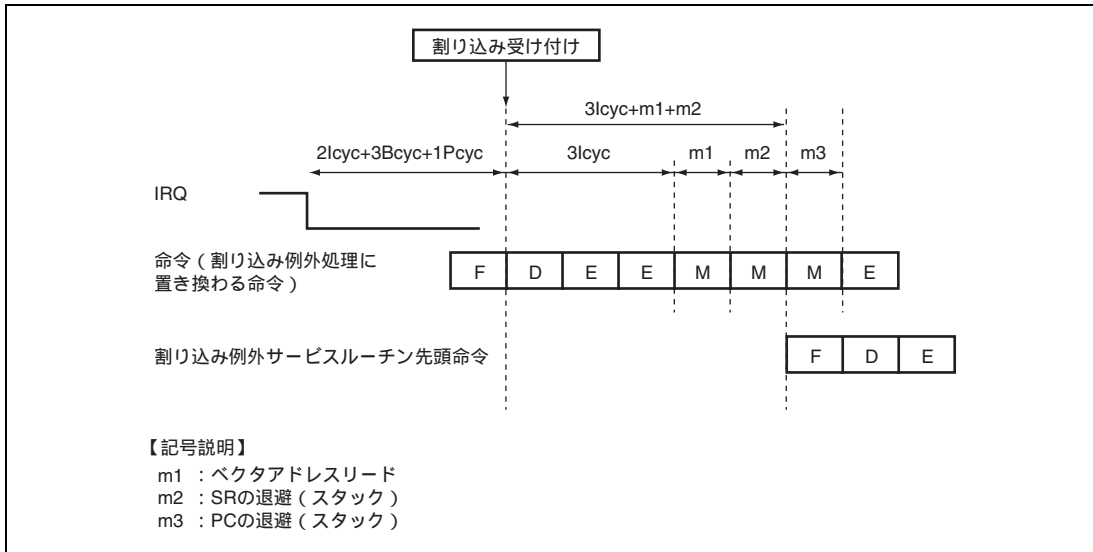 割り込み受け付け
3Icyc+m1+m2
2Icyc+3Bcyc+1Pcyc 3Icyc m1 m2 m3
IRQ
命令（割り込み例外処理に
置き換わる命令）
F D E E M M M E
割り込み例外サービスルーチン先頭命令
F D E
【記号説明】
m1 ：ベクタアドレスリード
m2 ：SRの退避（スタック）
m3 ：PCの退避（スタック）